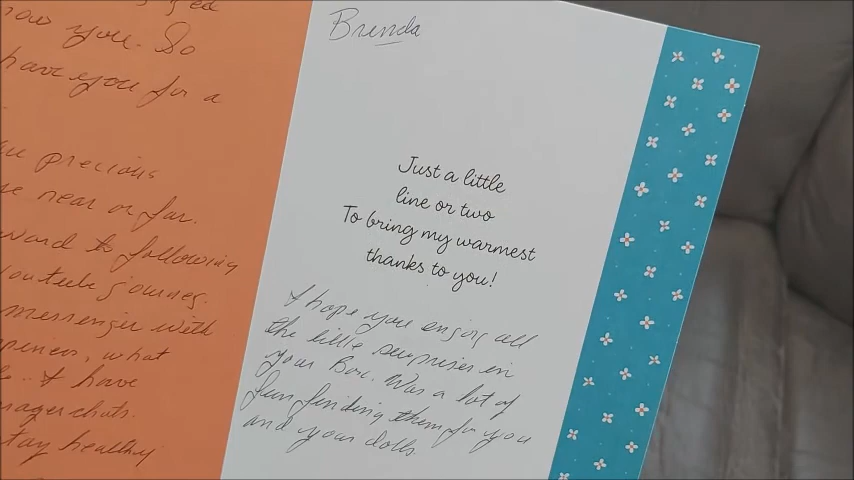 now you. So
have you for a
precious
near or far.
ward to following
youtube journey.
messenger with
what
I have
chats.
stay healthy
Brenda
Just a little
line or two
To bring my warmest
thanks to you!
I hope you enjoy all
the little surprises in
your Box. Was a lot of
fun finding them for you
and your dolls